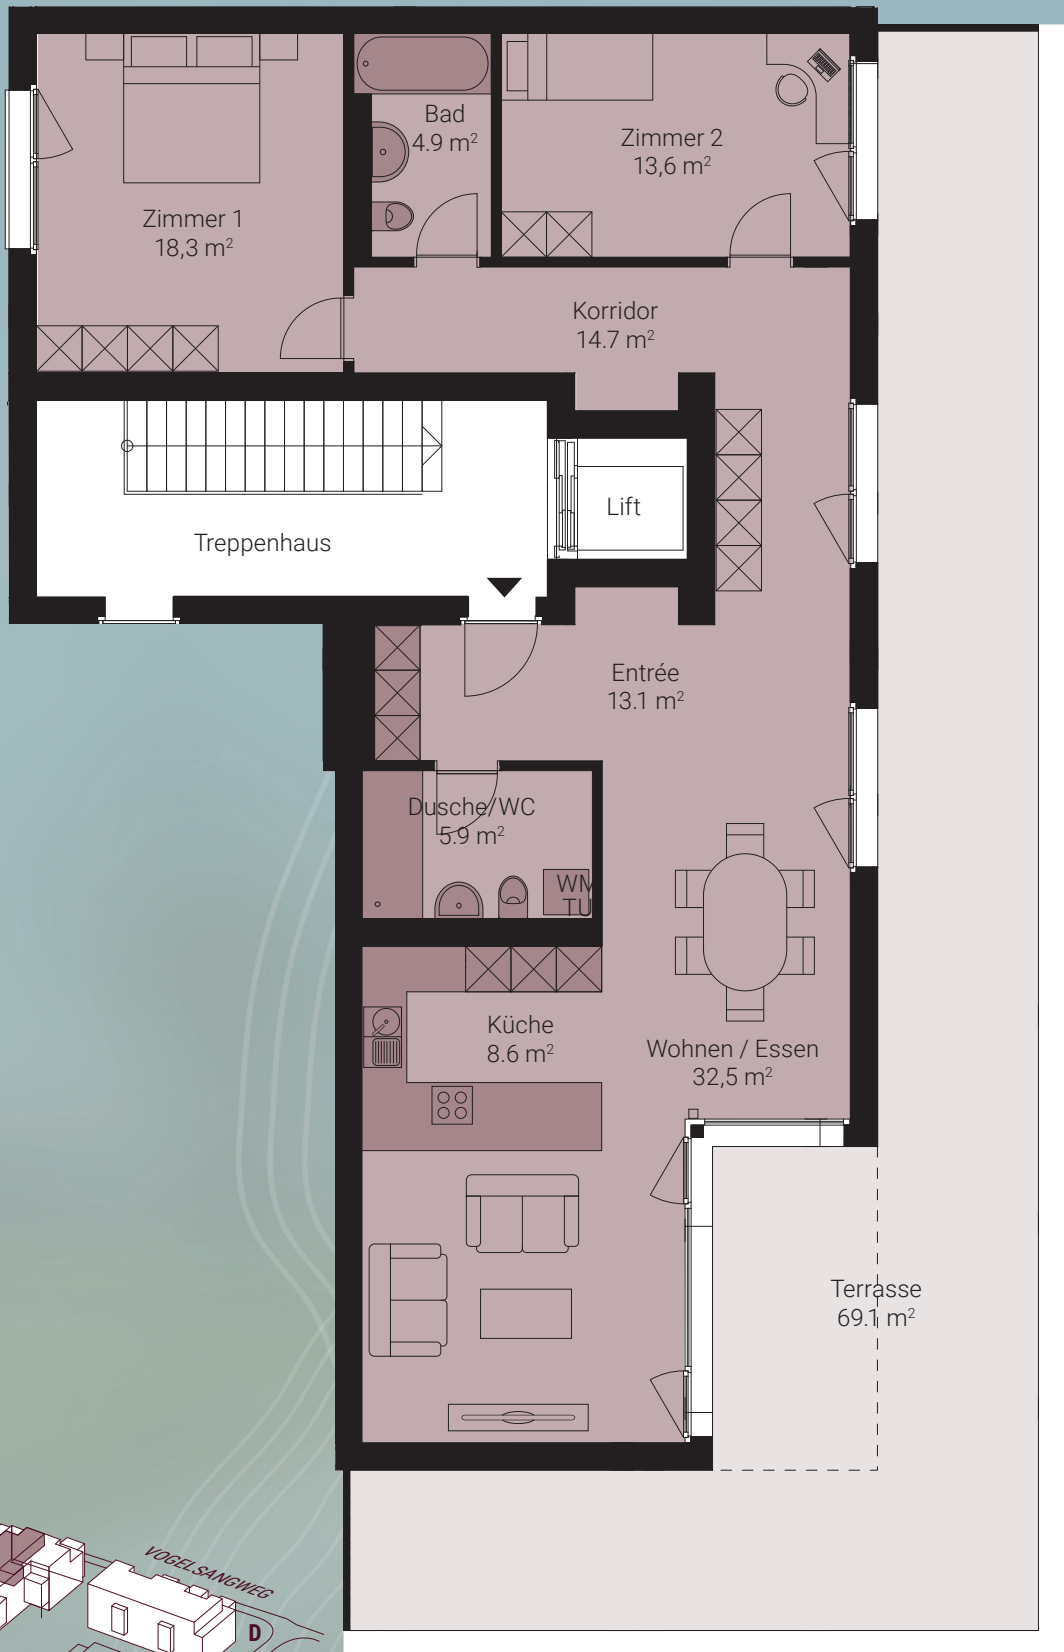 Bad
4.9 m²
Zimmer 2
13,6 m²
Zimmer 1
18,3 m²
Korridor
14.7 m²
Lift
Treppenhaus
Entrée
13.1 m²
Dusche/WC
5.9 m²
WM
TU
Küche
8.6 m²
Wohnen / Essen
32,5 m²
Terrasse
69.1 m²
VOGELSANGWEG
D